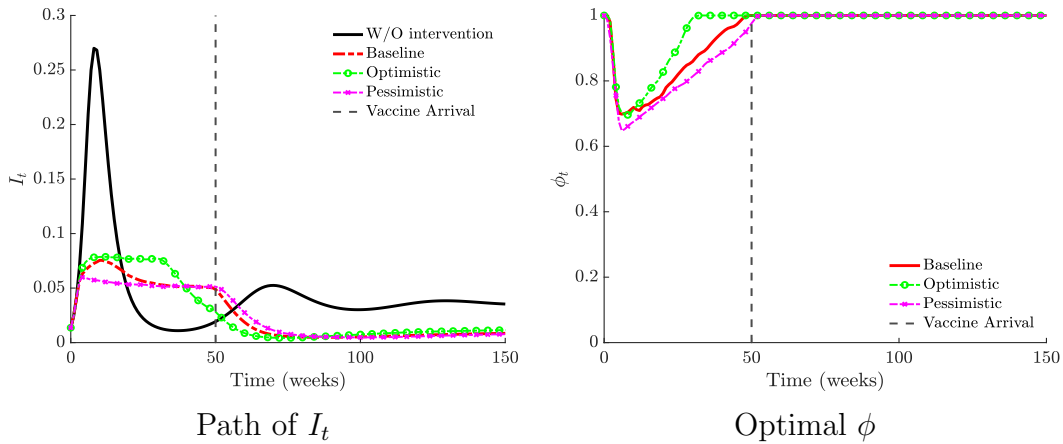 0.3
0.25
0.2
0.15
0.1
0.05
0
I_t
0
50
100
150
Time (weeks)
W/O intervention
Baseline
Optimistic
Pessimistic
Vaccine Arrival
Path of I_t
1
0.8
0.6
0.4
0.2
0
ϕ_t
0
50
100
150
Time (weeks)
Baseline
Optimistic
Pessimistic
Vaccine Arrival
Optimal ϕ